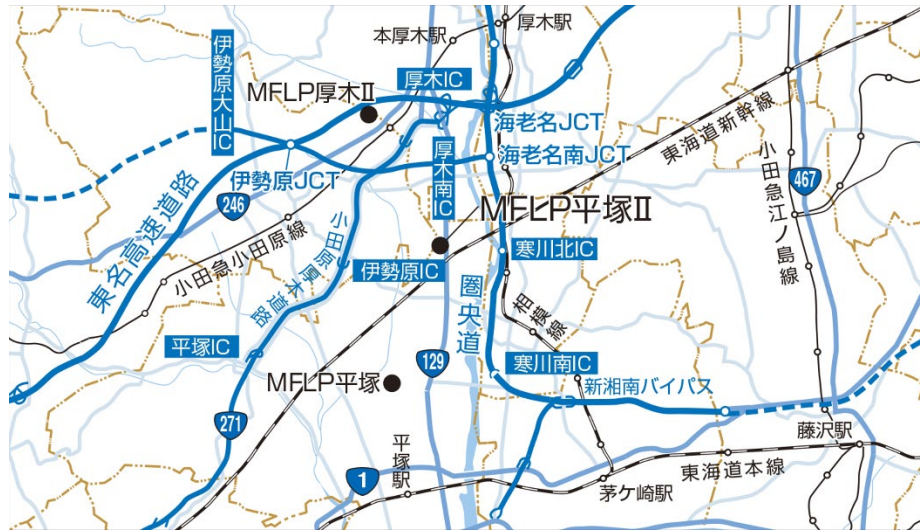 厚木駅
本厚木駅
伊勢原大山IC
厚木IC
MFLP厚木Ⅱ
海老名JCT
東海道新幹線
厚木南IC
海老名南JCT
伊勢原JCT
小田急江ノ島線
467
246
MFLP平塚Ⅱ
東名高速道路
小田急小田原線
小田原厚木道路
伊勢原IC
寒川北IC
圏央道
相模線
平塚IC
129
寒川南IC
MFLP平塚
新湘南バイパス
271
藤沢駅
平塚駅
東海道本線
1
茅ケ崎駅